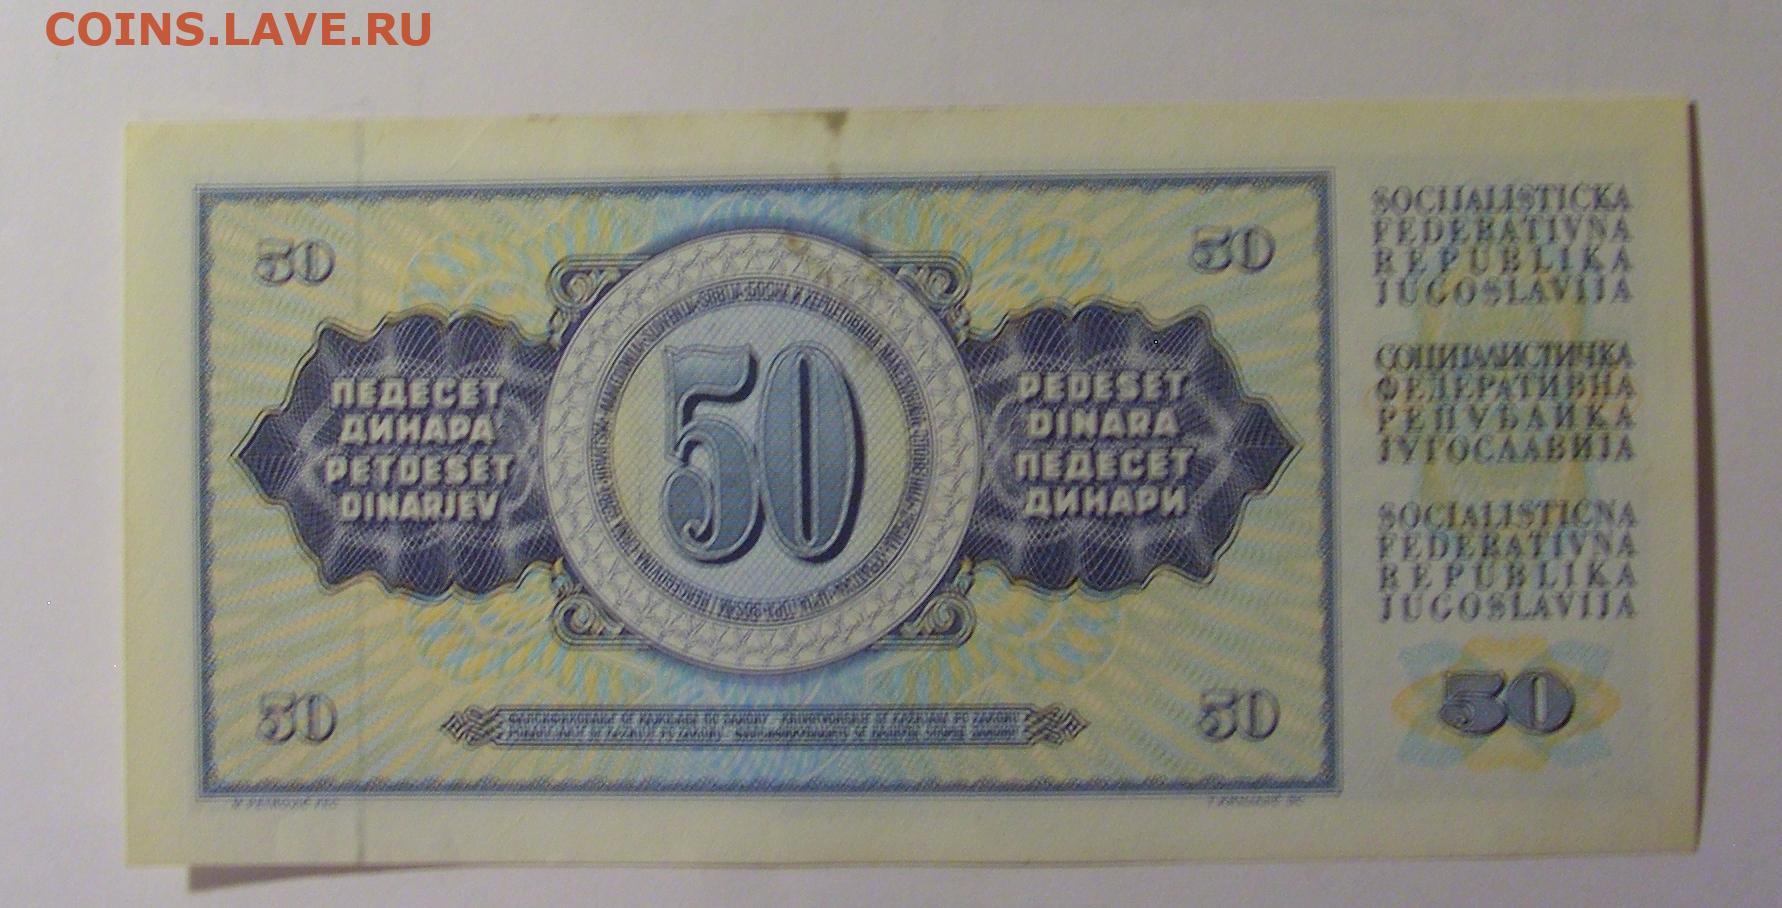 COINS.LAVE.RU
50
50
ПЕДЕСЕТ
ДИНАРА
PETDESET
DINARJEV
50
PEDESET
DINARA
ПЕДЕСЕТ
ДИНАРИ
50
50
SOCIJALISTIČKA
FEDERATIVNA
REPUBLIKA
JUGOSLAVIJA
СОЦИЈАЛИСТИЧКА
ФЕДЕРАТИВНА
РЕПУБЛИКА
ЈУГОСЛАВИЈА
SOCIALISTIČNA
FEDERATIVNA
REPUBLIKA
JUGOSLAVIJA
50